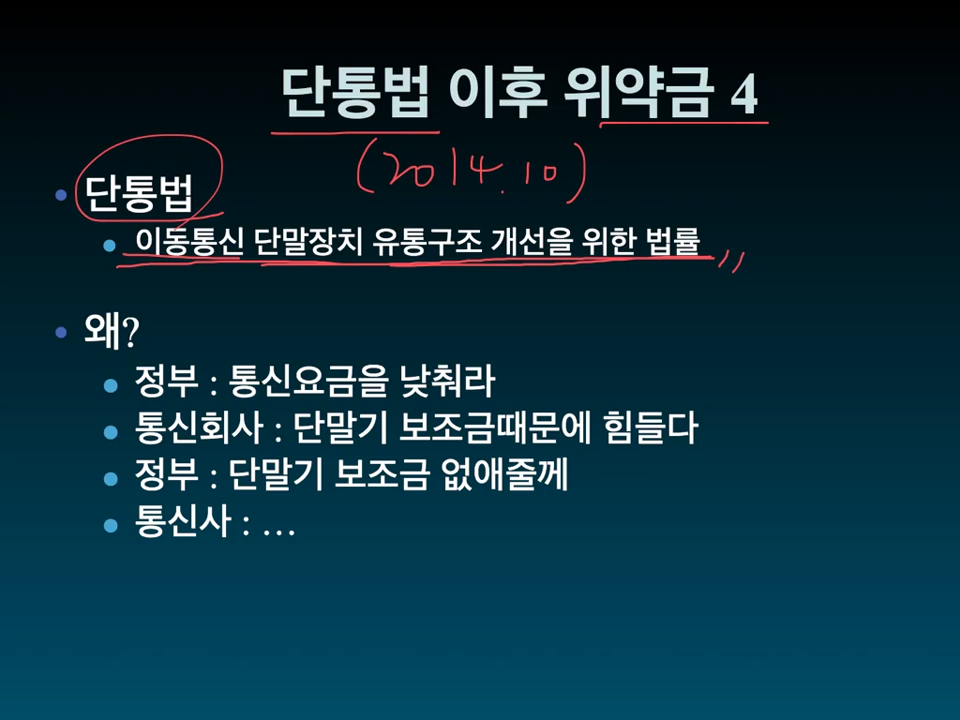 단통법 이후 위약금 4
(2014.10)
• 단통법
• 이동통신 단말장치 유통구조 개선을 위한 법률
• 왜?
• 정부 : 통신요금을 낮춰라
• 통신회사 : 단말기 보조금때문에 힘들다
• 정부 : 단말기 보조금 없애줄께
• 통신사 : …